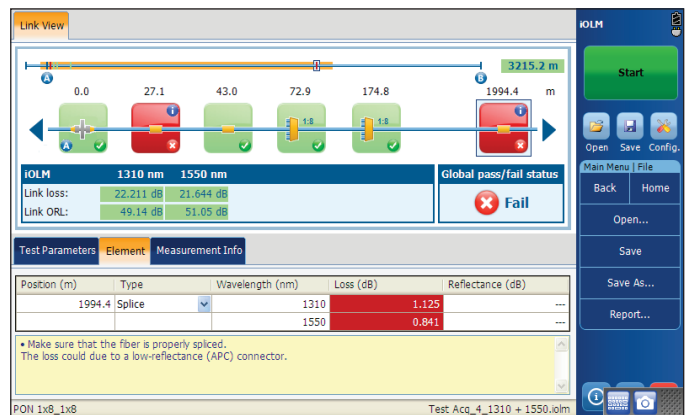 Link View
iOLM
3215.2 m
A
B
0.0 27.1 43.0 72.9 174.8 1994.4 m
1:8 1:8
A
Start
Open Save Config.
iOLM 1310 nm 1550 nm
Link loss: 22.211 dB 21.644 dB
Link ORL: 49.14 dB 51.05 dB
Global pass/fail status
Fail
Main Menu | File
Back Home
Open...
Save
Save As...
Report...
Test Parameters Element Measurement Info
Position (m) Type Wavelength (nm) Loss (dB) Reflectance (dB)
1994.4 Splice 1310 1.125 ---
1550 0.841 ---
• Make sure that the fiber is properly spliced.
The loss could due to a low-reflectance (APC) connector.
PON 1x8_1x8 Test Acq_4_1310 + 1550.iolm